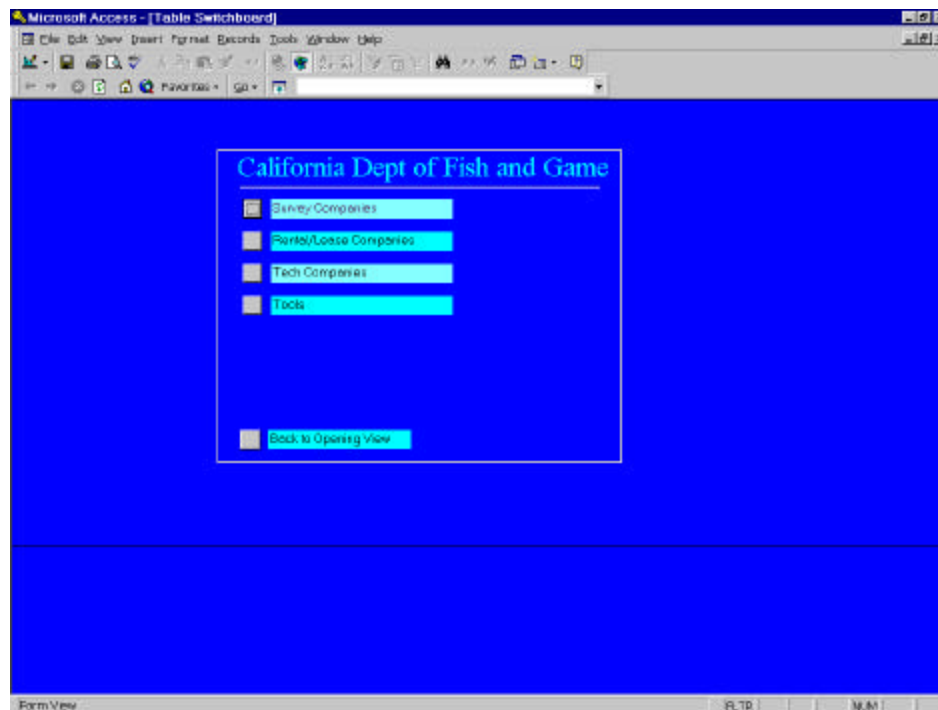 Microsoft Access - [Table Switchboard]
File Edit View Insert Format Records Tools Window Help
Favorites Go
California Dept of Fish and Game
Survey Companies
Rental/Lease Companies
Tech Companies
Tools
Back to Opening View
Form View
FLTR NUM